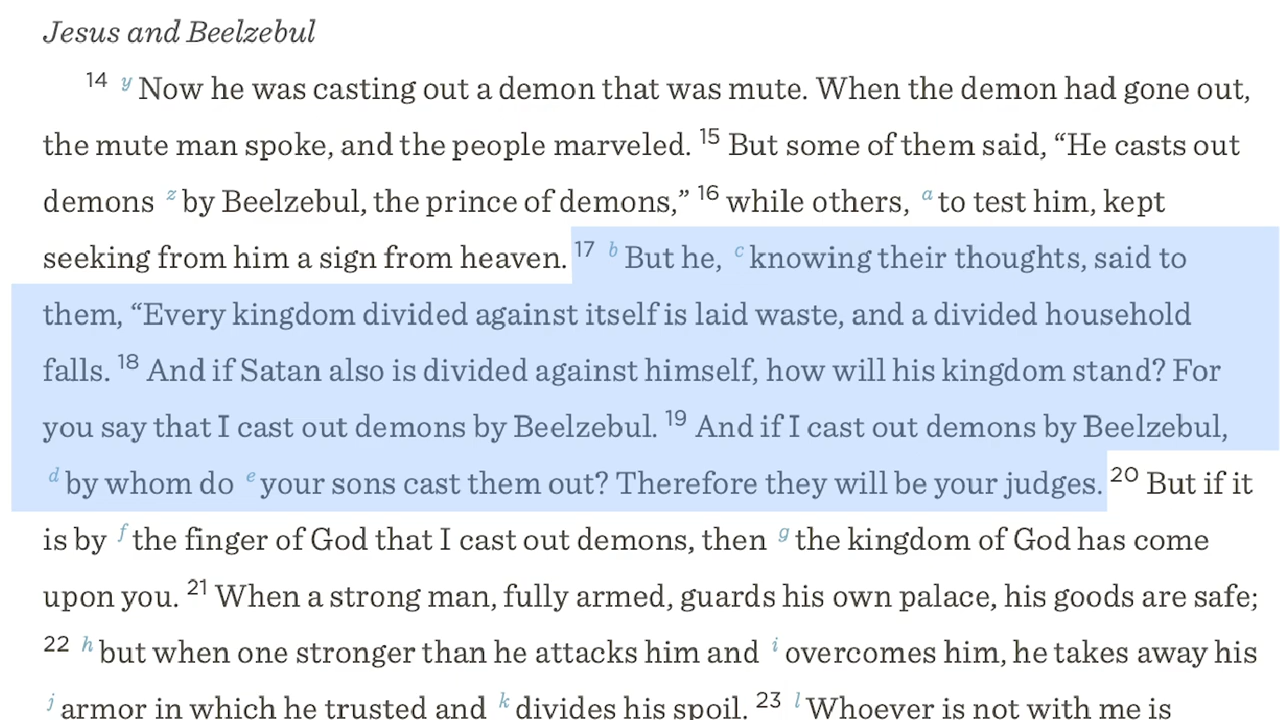 Jesus and Beelzebul
14 y Now he was casting out a demon that was mute. When the demon had gone out,
the mute man spoke, and the people marveled. 15 But some of them said, “He casts out
demons z by Beelzebul, the prince of demons,” 16 while others, a to test him, kept
seeking from him a sign from heaven. 17 b But he, c knowing their thoughts, said to
them, “Every kingdom divided against itself is laid waste, and a divided household
falls. 18 And if Satan also is divided against himself, how will his kingdom stand? For
you say that I cast out demons by Beelzebul. 19 And if I cast out demons by Beelzebul,
d by whom do e your sons cast them out? Therefore they will be your judges. 20 But if it
is by f the finger of God that I cast out demons, then g the kingdom of God has come
upon you. 21 When a strong man, fully armed, guards his own palace, his goods are safe;
22 h but when one stronger than he attacks him and i overcomes him, he takes away his
j armor in which he trusted and k divides his spoil. 23 l Whoever is not with me is